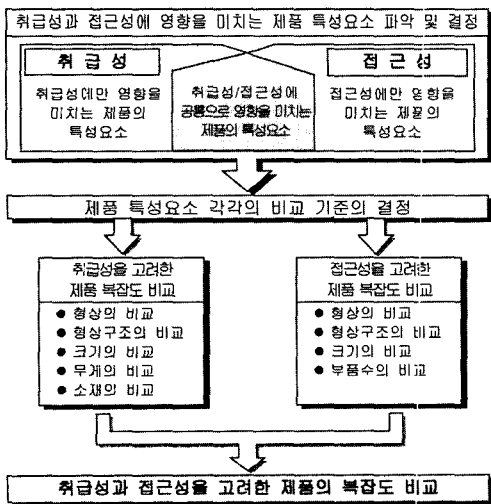 취급성과 접근성에 영향을 미치는 제품 특성요소 파악 및 결정
취 급 성
취급성에만 영향을
미치는 제품의
특성요소
취급성/접근성에
공통으로 영향을 미치는
제품의 특성요소
접 근 성
접근성에만 영향을
미치는 제품의
특성요소
제품 특성요소 각각의 비교 기준의 결정
취급성을 고려한
제품 복잡도 비교
● 형상의 비교
● 형상구조의 비교
● 크기의 비교
● 무게의 비교
● 소재의 비교
접근성을 고려한
제품 복잡도 비교
● 형상의 비교
● 형상구조의 비교
● 크기의 비교
● 부품수의 비교
취급성과 접근성을 고려한 제품의 복잡도 비교